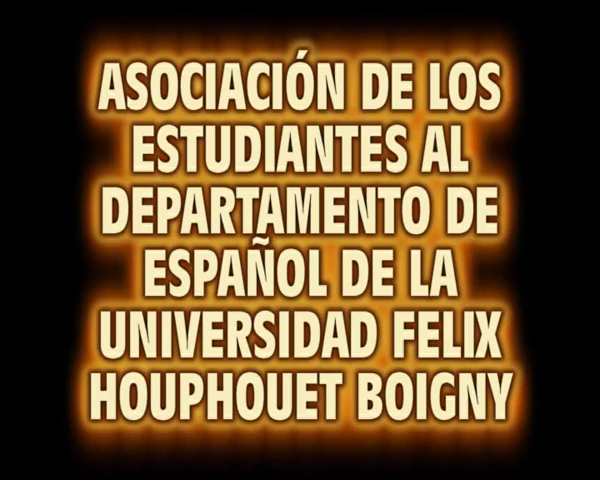 ASOCIACIÓN DE LOS
ESTUDIANTES AL
DEPARTAMENTO DE
ESPAÑOL DE LA
UNIVERSIDAD FELIX
HOUPHOUET BOIGNY